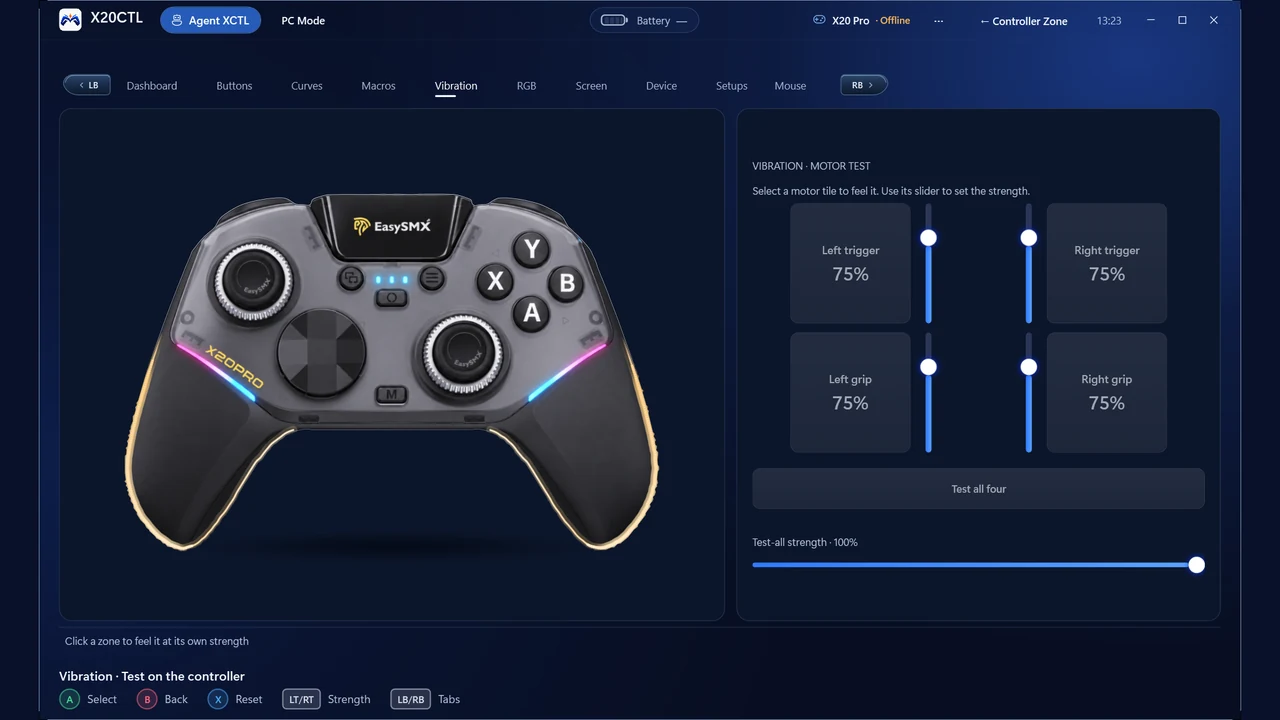 X20CTL
Agent XCTL
PC Mode
Battery —
X20 Pro · Offline
···
← Controller Zone
13:23
< LB
Dashboard
Buttons
Curves
Macros
Vibration
RGB
Screen
Device
Setups
Mouse
RB >
EasySMX
Y
X
B
A
EasySMX
EasySMX
X20PRO
M
VIBRATION · MOTOR TEST
Select a motor tile to feel it. Use its slider to set the strength.
Left trigger
75%
Right trigger
75%
Left grip
75%
Right grip
75%
Test all four
Test-all strength · 100%
Click a zone to feel it at its own strength
Vibration · Test on the controller
A Select B Back X Reset LT/RT Strength LB/RB Tabs